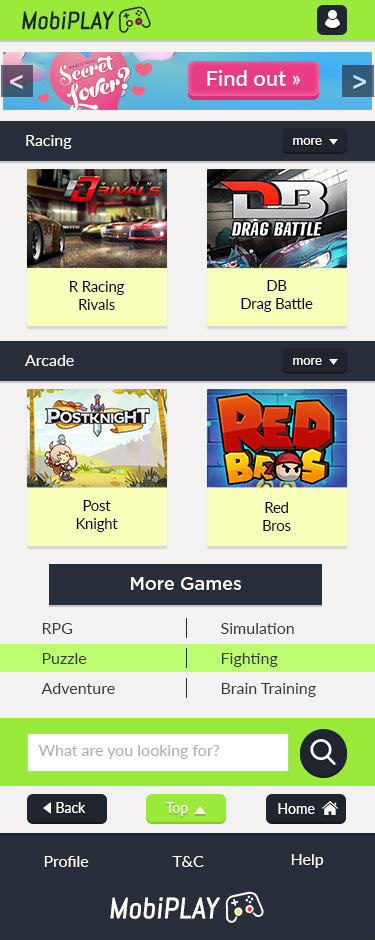 MobiPLAY
Secret
Lover?
<
Find out »
>
Racing
more
RACING
RIVALS
DB
DRAG BATTLE
R Racing
Rivals
DB
Drag Battle
Arcade
more
POSTKNIGHT
RED
BROS
Post
Knight
Red
Bros
More Games
RPG
Simulation
Puzzle
Fighting
Adventure
Brain Training
What are you looking for?
Back
Top
Home
Profile
T&C
Help
MobiPLAY